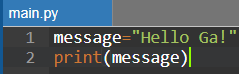 main.py
1 message="Hello Ga!"
2 print(message)